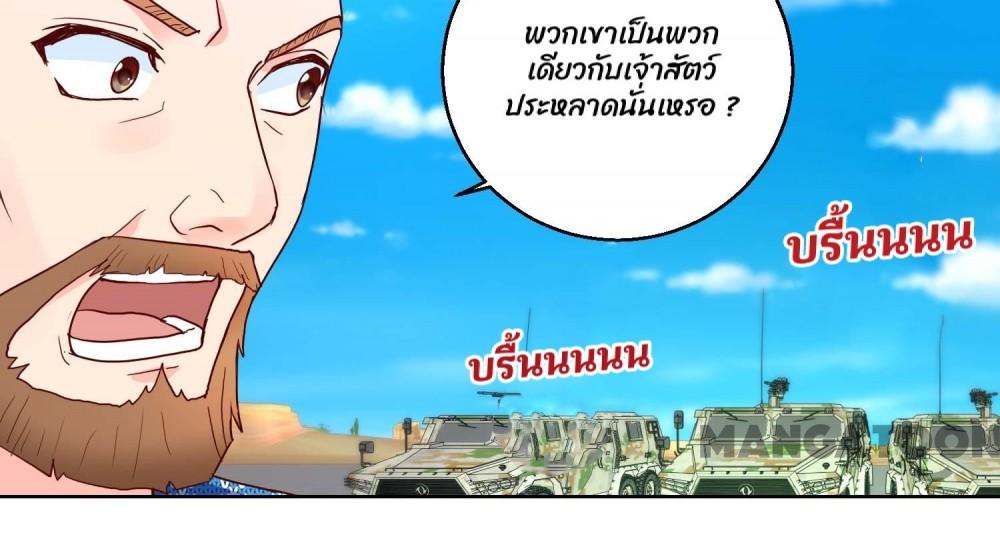 พวกเขาเป็นพวก
เดียวกับเจ้าสัตว์
ประหลาดนั่นเหรอ ?
บรื้นนนน
บรื้นนนนน
MANGATOON